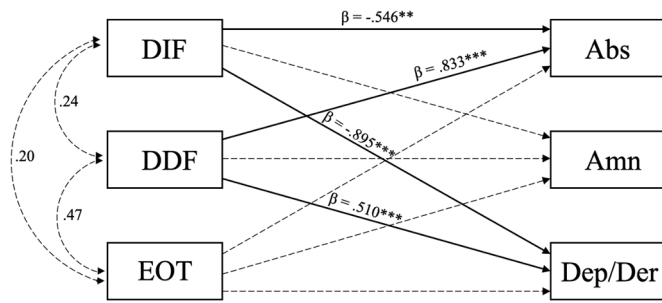 β = -.546**
DIF
Abs
β = .833***
.24
β = -.895***
.20
DDF
Amn
.47
β = .510***
EOT
Dep/Der